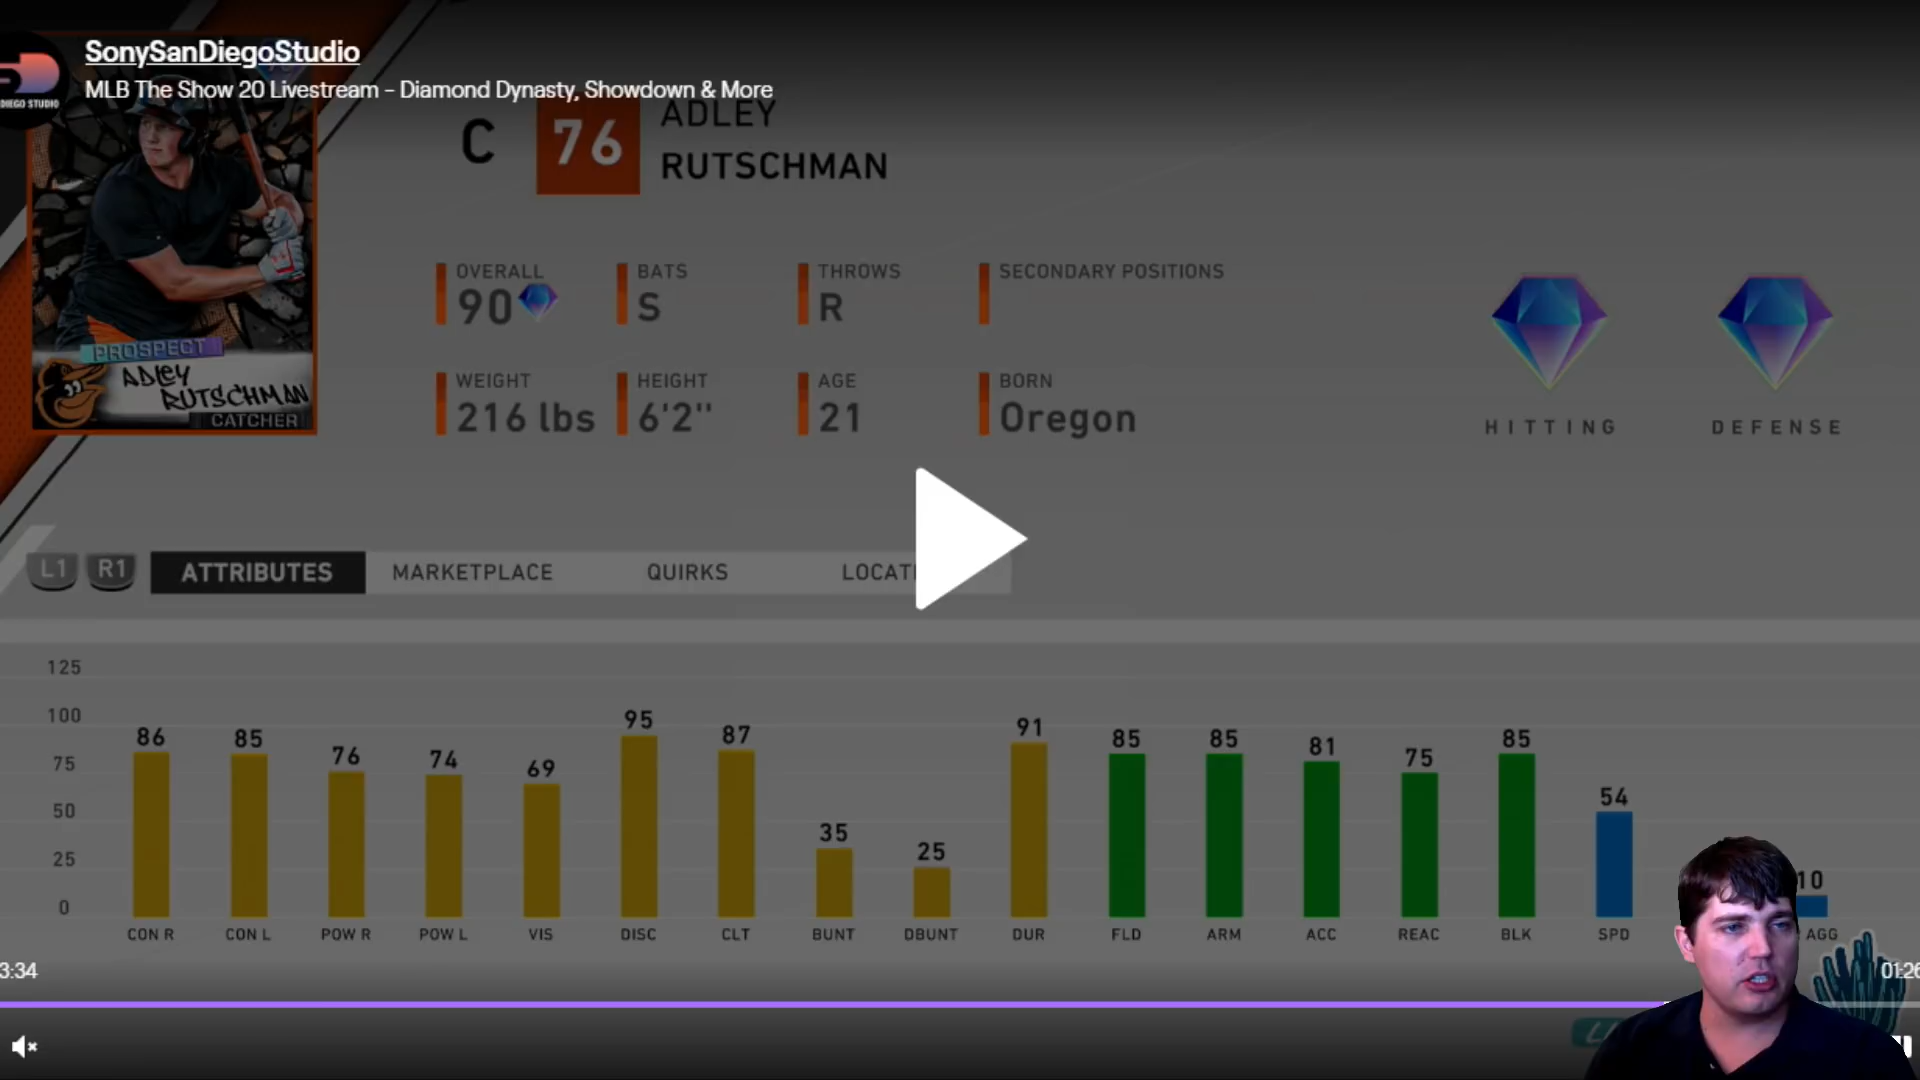 SonySanDiegoStudio
MLB The Show 20 Livestream - Diamond Dynasty, Showdown & More
DIEGO STUDIO
C 76 ADLEY
RUTSCHMAN
OVERALL BATS THROWS SECONDARY POSITIONS
90 S R
WEIGHT HEIGHT AGE BORN
216 lbs 6'2" 21 Oregon
HITTING DEFENSE
PROSPECT
ADLEY
RUTSCHMAN
CATCHER
L1 R1 ATTRIBUTES MARKETPLACE QUIRKS LOCATI
125
100
75
50
25
0
86 85 76 74 69 95 87 35 25 91 85 85 81 75 85 54 10
CON R CON L POW R POW L VIS DISC CLT BUNT DBUNT DUR FLD ARM ACC REAC BLK SPD AGG
3:34 01:26